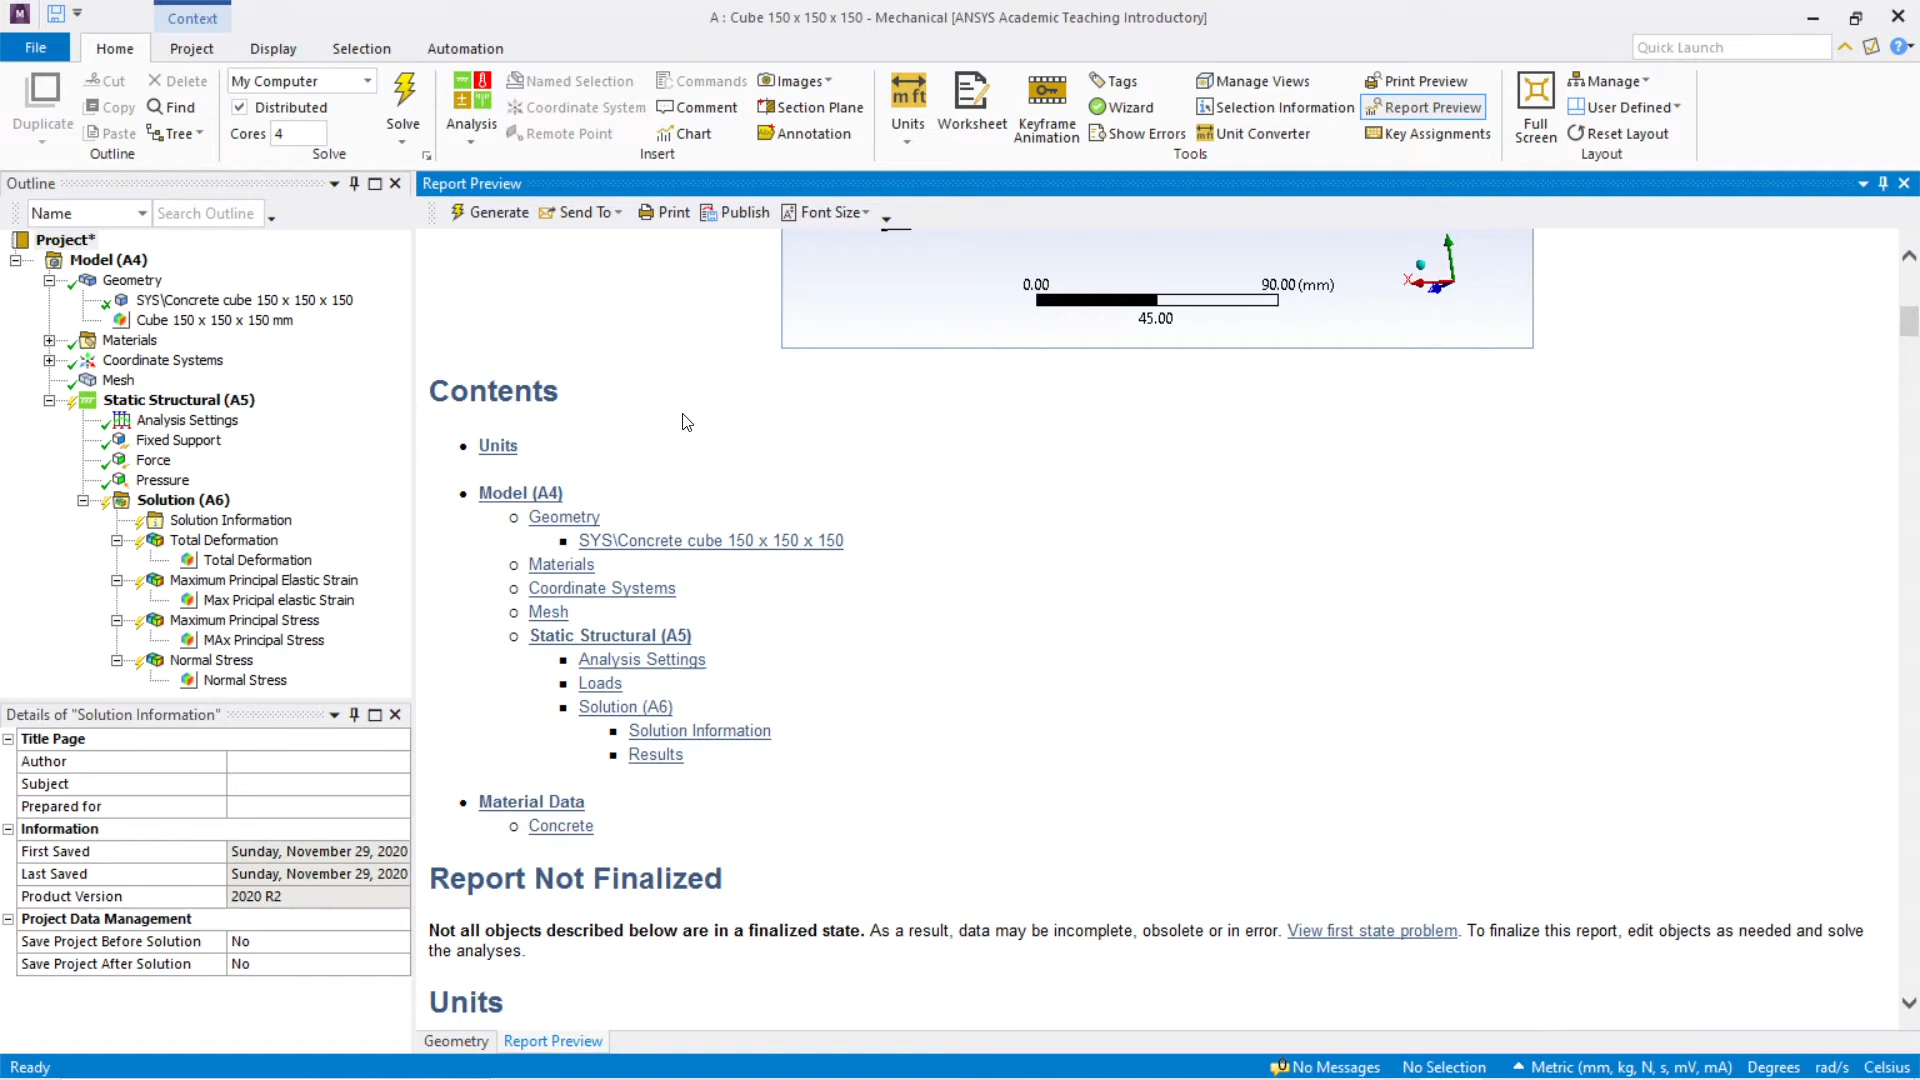 M
Context
A : Cube 150 x 150 x 150 - Mechanical [ANSYS Academic Teaching Introductory]
File
Home
Project
Display
Selection
Automation
Quick Launch
Duplicate
Cut
Copy
Paste
Delete
Find
Tree
Outline
My Computer
Distributed
Cores 4
Solve
Solve
Analysis
Named Selection
Coordinate System
Remote Point
Commands
Comment
Chart
Images
Section Plane
Annotation
Insert
Units
Worksheet
Keyframe
Animation
Tags
Wizard
Show Errors
Manage Views
Selection Information
Unit Converter
Print Preview
Report Preview
Key Assignments
Tools
Full
Screen
Manage
User Defined
Reset Layout
Layout
Outline
Name
Search Outline
Project*
Model (A4)
Geometry
SYS\Concrete cube 150 x 150 x 150
Cube 150 x 150 x 150 mm
Materials
Coordinate Systems
Mesh
Static Structural (A5)
Analysis Settings
Fixed Support
Force
Pressure
Solution (A6)
Solution Information
Total Deformation
Total Deformation
Maximum Principal Elastic Strain
Max Pricipal elastic Strain
Maximum Principal Stress
MAx Principal Stress
Normal Stress
Normal Stress
Details of "Solution Information"
Title Page
Author
Subject
Prepared for
Information
First Saved Sunday, November 29, 2020
Last Saved Sunday, November 29, 2020
Product Version 2020 R2
Project Data Management
Save Project Before Solution No
Save Project After Solution No
Report Preview
Generate
Send To
Print
Publish
Font Size
0.00 90.00 (mm)
45.00
X
Contents
Units
Model (A4)
Geometry
SYS\Concrete cube 150 x 150 x 150
Materials
Coordinate Systems
Mesh
Static Structural (A5)
Analysis Settings
Loads
Solution (A6)
Solution Information
Results
Material Data
Concrete
Report Not Finalized
Not all objects described below are in a finalized state. As a result, data may be incomplete, obsolete or in error. View first state problem. To finalize this report, edit objects as needed and solve
the analyses.
Units
Geometry
Report Preview
Ready
0 No Messages
No Selection
Metric (mm, kg, N, s, mV, mA)
Degrees
rad/s
Celsius